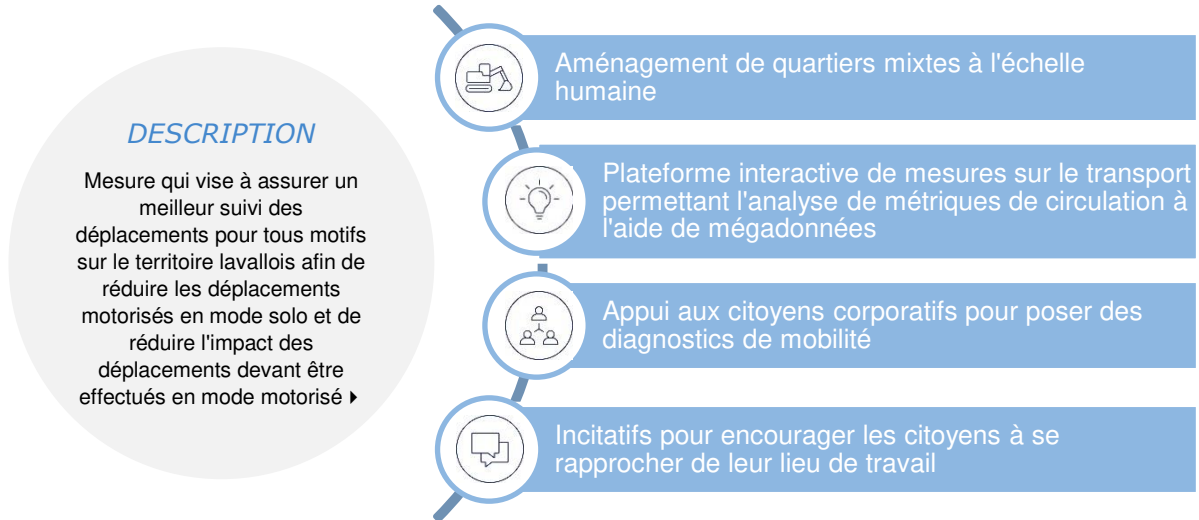 DESCRIPTION
Mesure qui vise à assurer un
meilleur suivi des
déplacements pour tous motifs
sur le territoire lavallois afin de
réduire les déplacements
motorisés en mode solo et de
réduire l'impact des
déplacements devant être
effectués en mode motorisé
Aménagement de quartiers mixtes à l'échelle
humaine
Plateforme interactive de mesures sur le transport
permettant l'analyse de métriques de circulation à
l'aide de mégadonnées
Appui aux citoyens corporatifs pour poser des
diagnostics de mobilité
Incitatifs pour encourager les citoyens à se
rapprocher de leur lieu de travail